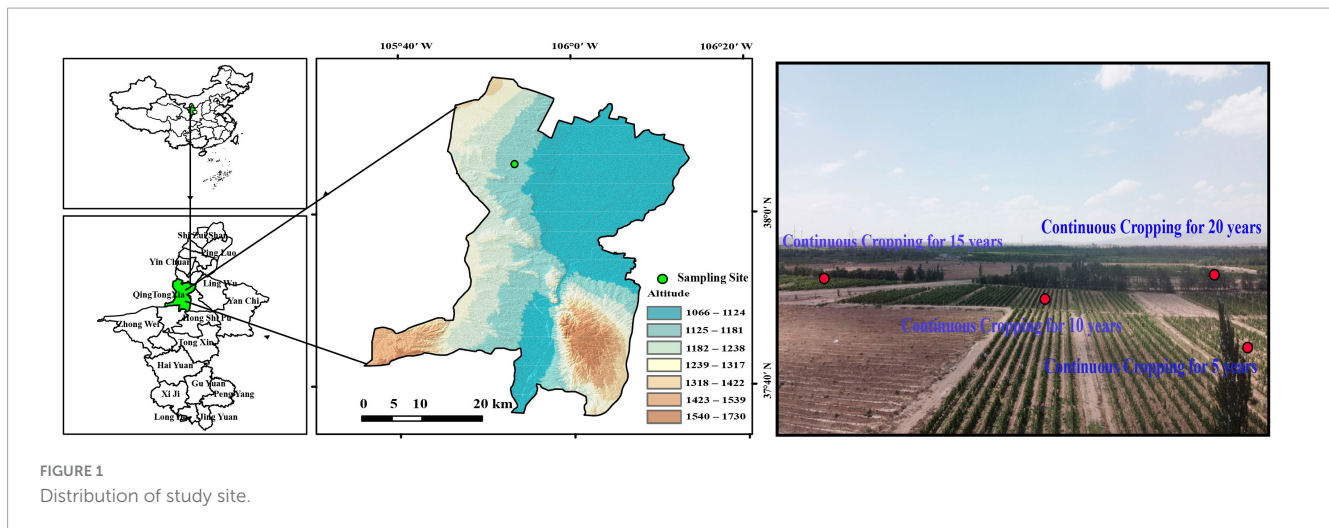 105°40′ W
106°0′ W
106°20′ W
Shi Zui Shan
Ping Luo
Yin Chuan
Ling Wu
QingTongXia
Yan Chi
Hong Shi Pu
Zhong Wei
Tong Xin
Hai Yuan
Gu Yuan
Xi Ji
Peng Yang
Long De
Jing Yuan
38°0′ N
37°40′ N
Sampling Site
Altitude
1066 – 1124
1125 – 1181
1182 – 1238
1239 – 1317
1318 – 1422
1423 – 1539
1540 – 1730
0 5 10 20 km
Continuous Cropping for 15 years
Continuous Cropping for 20 years
Continuous Cropping for 10 years
Continuous Cropping for 5 years
FIGURE 1
Distribution of study site.